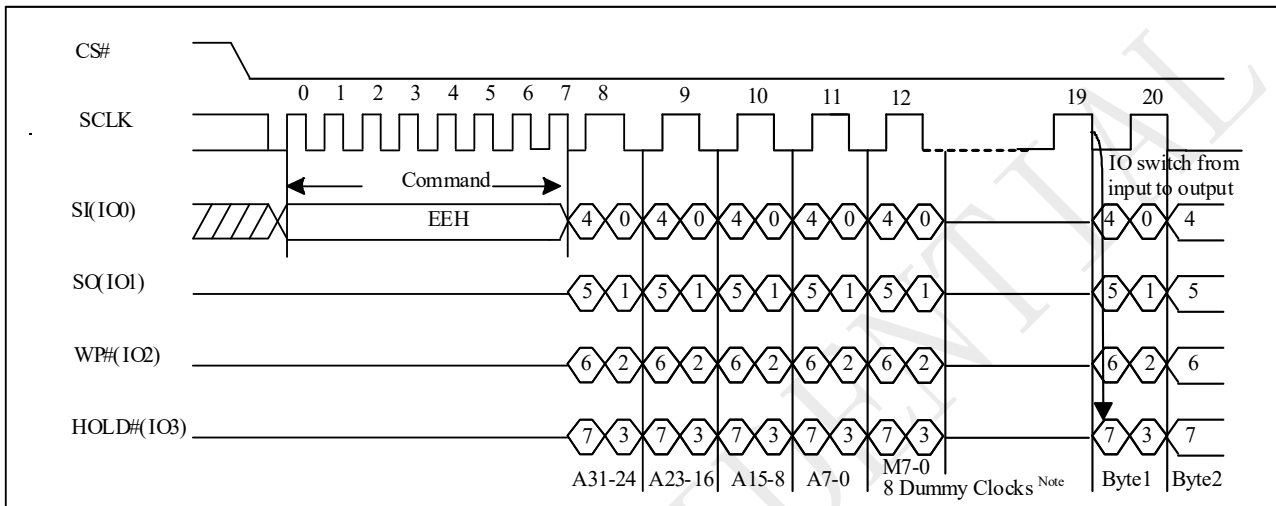 CS#
0 1 2 3 4 5 6 7 8 9 10 11 12 19 20
SCLK
Command
IO switch from
input to output
SI(IO0)
EEH
4 0 4 0 4 0 4 0 4 0 4 0 4
SO(IO1)
5 1 5 1 5 1 5 1 5 1 5 1 5
WP#(IO2)
6 2 6 2 6 2 6 2 6 2 6 2 6
HOLD#(IO3)
7 3 7 3 7 3 7 3 7 3 7 3 7
A31-24 A23-16 A15-8 A7-0 M7-0 Byte1 Byte2
8 Dummy Clocks Note
ENTIAL